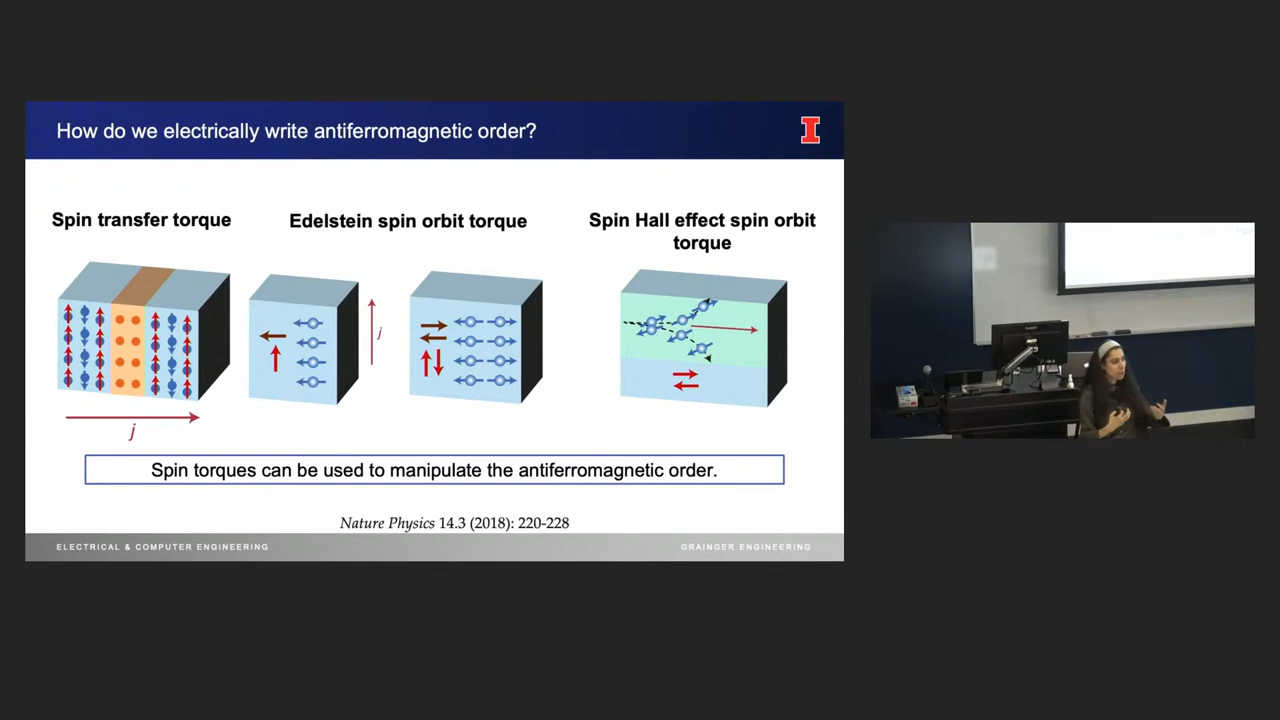 How do we electrically write antiferromagnetic order?
I
Spin transfer torque
Edelstein spin orbit torque
Spin Hall effect spin orbit
torque
j
j
Spin torques can be used to manipulate the antiferromagnetic order.
Nature Physics 14.3 (2018): 220-228
ELECTRICAL & COMPUTER ENGINEERING
GRAINGER ENGINEERING